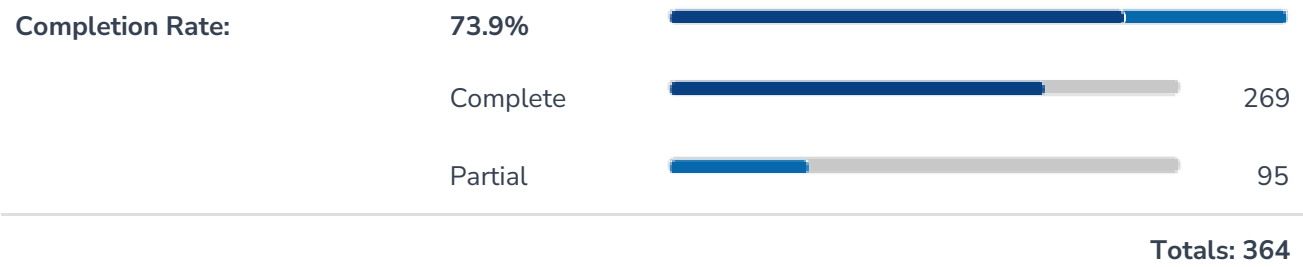 Completion Rate: 73.9%
Complete 269
Partial 95
Totals: 364